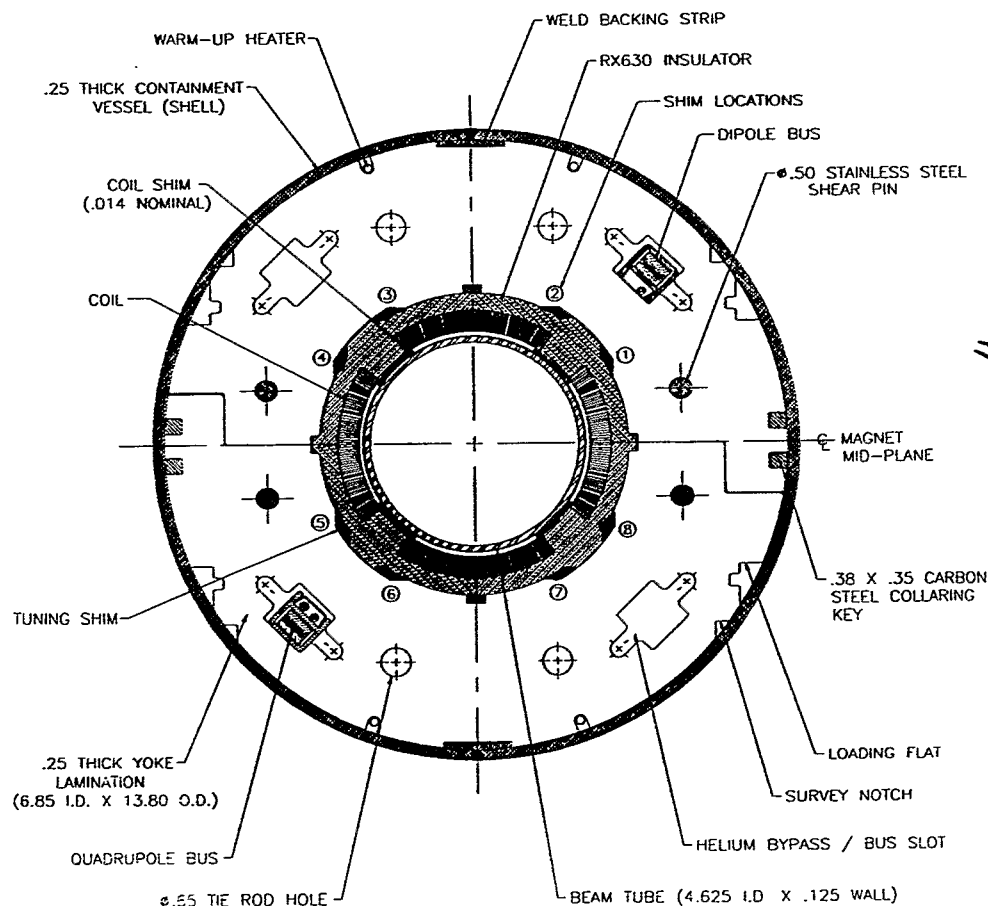 WELD BACKING STRIP
WARM-UP HEATER
RX630 INSULATOR
.25 THICK CONTAINMENT
VESSEL (SHELL)
SHIM LOCATIONS
DIPOLE BUS
ø.50 STAINLESS STEEL
SHEAR PIN
COIL SHIM
(.014 NOMINAL)
COIL
3
2
4
1
℄ MAGNET
MID-PLANE
5
8
6
7
TUNING SHIM
.38 X .35 CARBON
STEEL COLLARING
KEY
.25 THICK YOKE
LAMINATION
(6.85 I.D. X 13.80 O.D.)
LOADING FLAT
SURVEY NOTCH
QUADRUPOLE BUS
HELIUM BYPASS / BUS SLOT
TIE ROD HOLE
BEAM TUBE (4.625 I.D X .125 WALL)